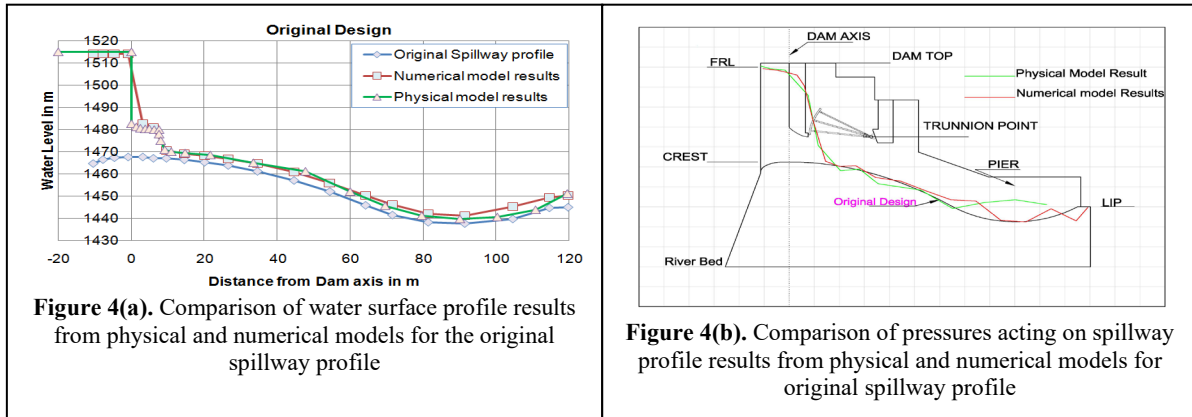 Original Design
1520
1510
1500
1490
1480
1470
1460
1450
1440
1430
Water Level in m
-20 0 20 40 60 80 100 120
Distance from Dam axis in m
Original Spillway profile
Numerical model results
Physical model results
Figure 4(a). Comparison of water surface profile results
from physical and numerical models for the original
spillway profile
DAM AXIS
FRL
DAM TOP
Physical Model Result
Numerical model Results
TRUNNION POINT
CREST
PIER
Original Design
LIP
River Bed
Figure 4(b). Comparison of pressures acting on spillway
profile results from physical and numerical models for
original spillway profile